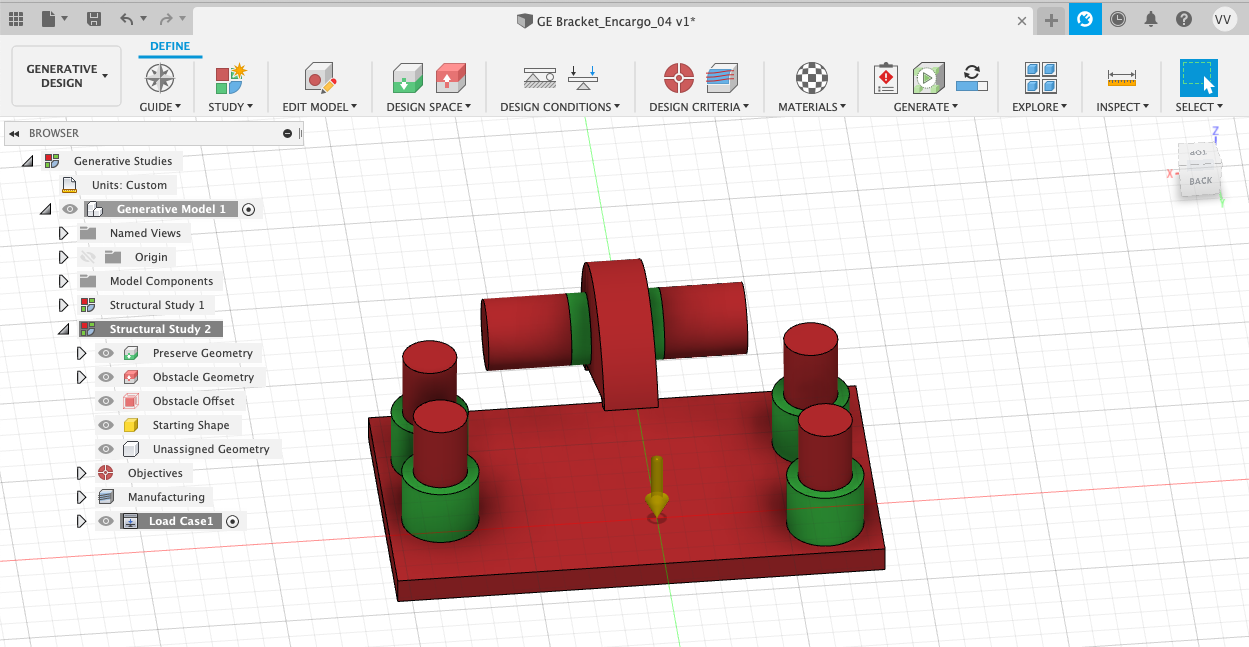 GE Bracket_Encargo_04 v1*
VV
GENERATIVE DESIGN
DEFINE
GUIDE
STUDY
EDIT MODEL
DESIGN SPACE
DESIGN CONDITIONS
DESIGN CRITERIA
MATERIALS
GENERATE
EXPLORE
INSPECT
SELECT
BROWSER
Generative Studies
Units: Custom
Generative Model 1
Named Views
Origin
Model Components
Structural Study 1
Structural Study 2
Preserve Geometry
Obstacle Geometry
Obstacle Offset
Starting Shape
Unassigned Geometry
Objectives
Manufacturing
Load Case1
Z
TOP
X
BACK